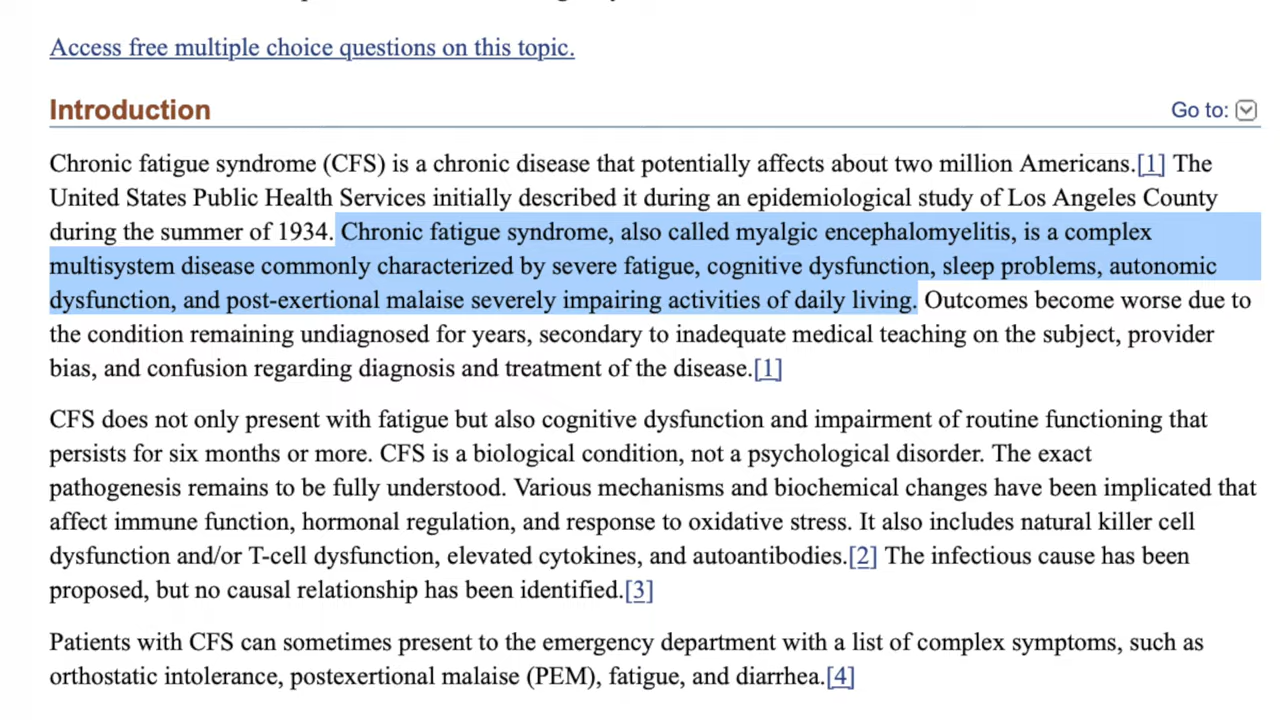 Access free multiple choice questions on this topic.
Introduction
Go to:
Chronic fatigue syndrome (CFS) is a chronic disease that potentially affects about two million Americans.[1] The
United States Public Health Services initially described it during an epidemiological study of Los Angeles County
during the summer of 1934. Chronic fatigue syndrome, also called myalgic encephalomyelitis, is a complex
multisystem disease commonly characterized by severe fatigue, cognitive dysfunction, sleep problems, autonomic
dysfunction, and post-exertional malaise severely impairing activities of daily living. Outcomes become worse due to
the condition remaining undiagnosed for years, secondary to inadequate medical teaching on the subject, provider
bias, and confusion regarding diagnosis and treatment of the disease.[1]
CFS does not only present with fatigue but also cognitive dysfunction and impairment of routine functioning that
persists for six months or more. CFS is a biological condition, not a psychological disorder. The exact
pathogenesis remains to be fully understood. Various mechanisms and biochemical changes have been implicated that
affect immune function, hormonal regulation, and response to oxidative stress. It also includes natural killer cell
dysfunction and/or T-cell dysfunction, elevated cytokines, and autoantibodies.[2] The infectious cause has been
proposed, but no causal relationship has been identified.[3]
Patients with CFS can sometimes present to the emergency department with a list of complex symptoms, such as
orthostatic intolerance, postexertional malaise (PEM), fatigue, and diarrhea.[4]